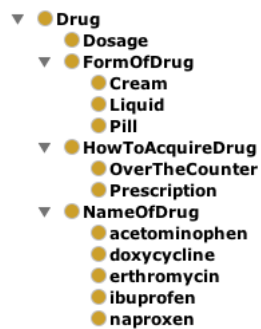 Drug
Dosage
FormOfDrug
Cream
Liquid
Pill
HowToAcquireDrug
OverTheCounter
Prescription
NameOfDrug
acetominophen
doxycycline
erthromycin
ibuprofen
naproxen